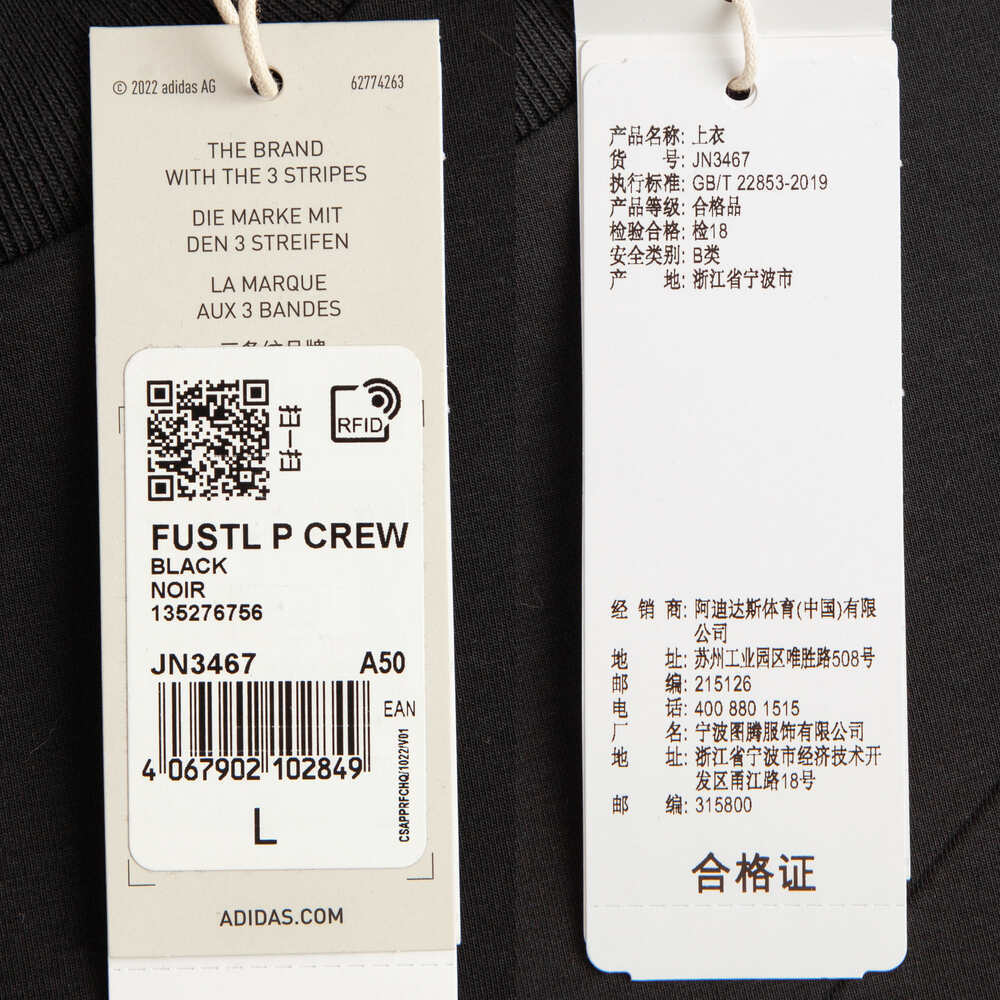 © 2022 adidas AG 62774263
THE BRAND
WITH THE 3 STRIPES
DIE MARKE MIT
DEN 3 STREIFEN
LA MARQUE
AUX 3 BANDES
扫一扫
RFID
FUSTL P CREW
BLACK
NOIR
135276756
JN3467 A50
EAN
4 067902 102849
CSAPPRFCHQ/1022/V01
L
ADIDAS.COM
产品名称: 上衣
货 号: JN3467
执行标准: GB/T 22853-2019
产品等级: 合格品
检验合格: 检18
安全类别: B类
产 地: 浙江省宁波市
经 销 商: 阿迪达斯体育(中国)有限
公司
地 址: 苏州工业园区唯胜路508号
邮 编: 215126
电 话: 400 880 1515
厂 名: 宁波图腾服饰有限公司
地 址: 浙江省宁波市经济技术开
发区甬江路18号
邮 编: 315800
合格证